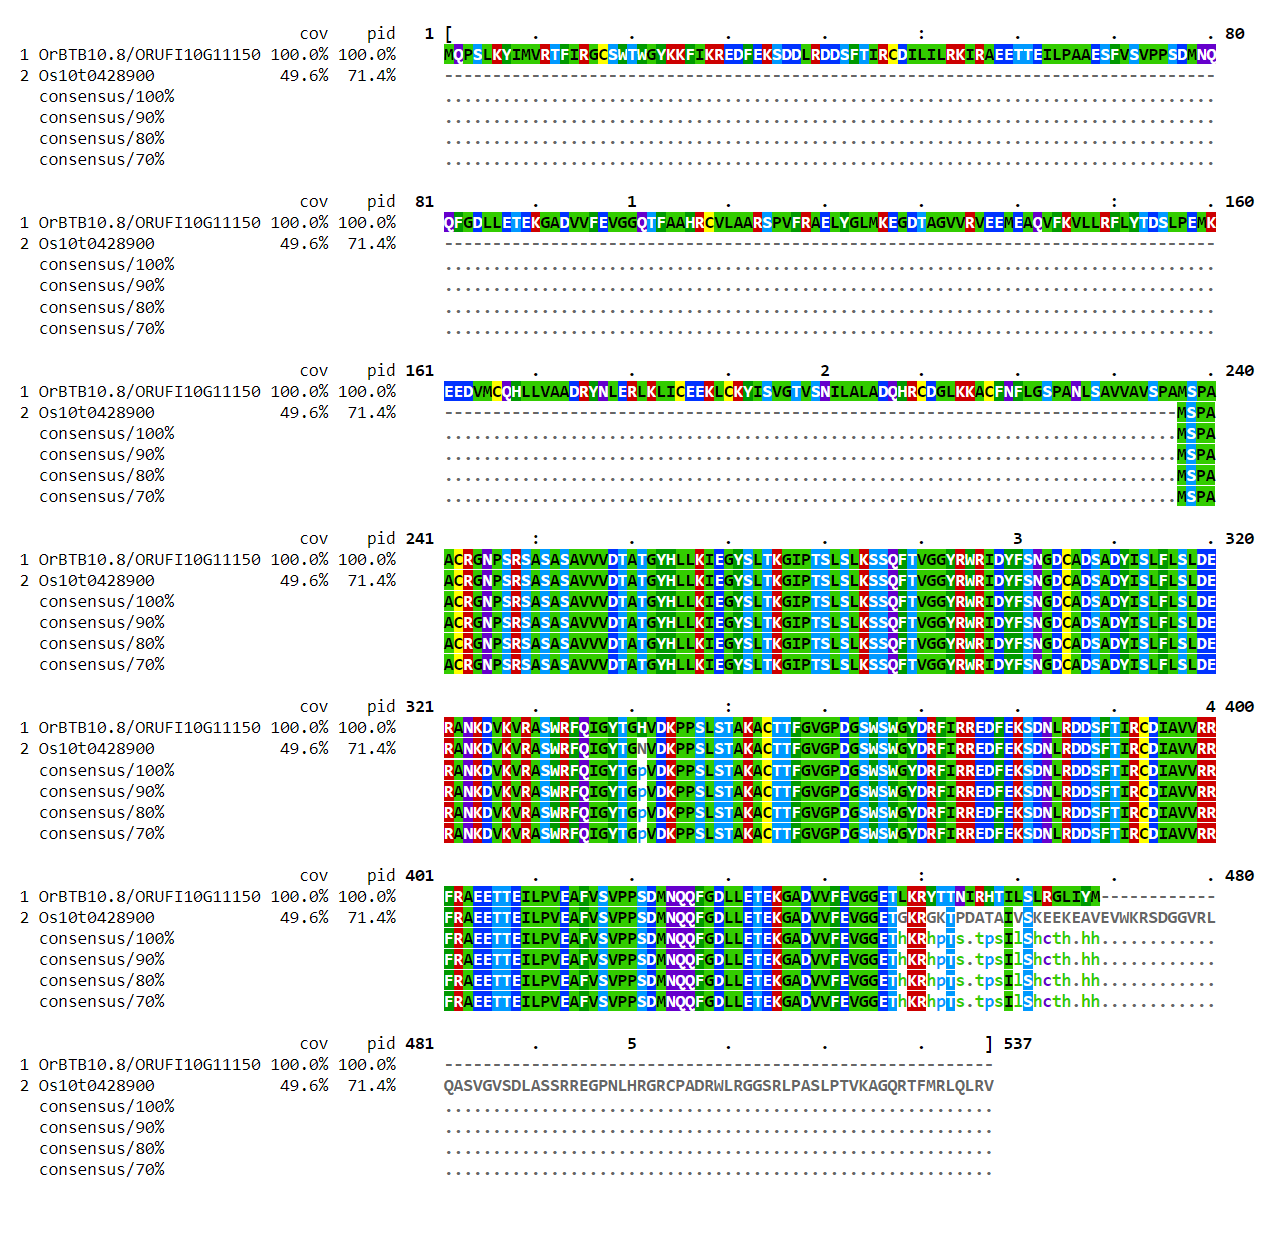 cov pid 1 [ . . . . : . . . 80
1 OrBTB10.8/ORUFI10G11150 100.0% 100.0% MQPSLKYIMVRTFIRGCSWTWGYKKFIKREDFEKSDDLRDDSFTIRCDILILRKIRAEETTEILPAAESFVSVPPSDMNQ
2 Os10t0428900 49.6% 71.4% --------------------------------------------------------------------------------
consensus/100% ................................................................................
consensus/90% ................................................................................
consensus/80% ................................................................................
consensus/70% ................................................................................
cov pid 81 . 1 . . . . : . 160
1 OrBTB10.8/ORUFI10G11150 100.0% 100.0% QFGDLLETEKGADVVFEVGGQTFAAHRCVLAARSPVFRAELYGLMKEGDTAGVVRVEEMEAQVFKVLLRFLYTDSLPEMK
2 Os10t0428900 49.6% 71.4% --------------------------------------------------------------------------------
consensus/100% ................................................................................
consensus/90% ................................................................................
consensus/80% ................................................................................
consensus/70% ................................................................................
cov pid 161 . . . 2 . . . . 240
1 OrBTB10.8/ORUFI10G11150 100.0% 100.0% EEDVMCQHLLVAADRYNLERLKLICEEKLCKYISVGTVSNILALADQHRCDGLKKACFNFLGSPANLSAVVAVSPAMSPA
2 Os10t0428900 49.6% 71.4% ----------------------------------------------------------------------------MSPA
consensus/100% ............................................................................MSPA
consensus/90% ............................................................................MSPA
consensus/80% ............................................................................MSPA
consensus/70% ............................................................................MSPA
cov pid 241 : . . . . 3 . . 320
1 OrBTB10.8/ORUFI10G11150 100.0% 100.0% ACRGNPSRSASASAVVVDTATGYHLLKIEGYSLTKGIPTSLSLKSSQFTVGGYRWRIDYFSNGDCADSADYISLFLSLDE
2 Os10t0428900 49.6% 71.4% ACRGNPSRSASASAVVVDTATGYHLLKIEGYSLTKGIPTSLSLKSSQFTVGGYRWRIDYFSNGDCADSADYISLFLSLDE
consensus/100% ACRGNPSRSASASAVVVDTATGYHLLKIEGYSLTKGIPTSLSLKSSQFTVGGYRWRIDYFSNGDCADSADYISLFLSLDE
consensus/90% ACRGNPSRSASASAVVVDTATGYHLLKIEGYSLTKGIPTSLSLKSSQFTVGGYRWRIDYFSNGDCADSADYISLFLSLDE
consensus/80% ACRGNPSRSASASAVVVDTATGYHLLKIEGYSLTKGIPTSLSLKSSQFTVGGYRWRIDYFSNGDCADSADYISLFLSLDE
consensus/70% ACRGNPSRSASASAVVVDTATGYHLLKIEGYSLTKGIPTSLSLKSSQFTVGGYRWRIDYFSNGDCADSADYISLFLSLDE
cov pid 321 . . : . . . . 4 400
1 OrBTB10.8/ORUFI10G11150 100.0% 100.0% RANKDVKVRASWRFQIGYTGHVDKPPSLSTAKACTTFGVGPDGSWSWGYDRFIRREDFEKSDNLRDDSFTIRCDIAVVRR
2 Os10t0428900 49.6% 71.4% RANKDVKVRASWRFQIGYTGNVDKPPSLSTAKACTTFGVGPDGSWSWGYDRFIRREDFEKSDNLRDDSFTIRCDIAVVRR
consensus/100% RANKDVKVRASWRFQIGYTGpVDKPPSLSTAKACTTFGVGPDGSWSWGYDRFIRREDFEKSDNLRDDSFTIRCDIAVVRR
consensus/90% RANKDVKVRASWRFQIGYTGpVDKPPSLSTAKACTTFGVGPDGSWSWGYDRFIRREDFEKSDNLRDDSFTIRCDIAVVRR
consensus/80% RANKDVKVRASWRFQIGYTGpVDKPPSLSTAKACTTFGVGPDGSWSWGYDRFIRREDFEKSDNLRDDSFTIRCDIAVVRR
consensus/70% RANKDVKVRASWRFQIGYTGpVDKPPSLSTAKACTTFGVGPDGSWSWGYDRFIRREDFEKSDNLRDDSFTIRCDIAVVRR
cov pid 401 . . . . : . . . 480
1 OrBTB10.8/ORUFI10G11150 100.0% 100.0% FRAEETTEILPVEAFVSVPPSDMNQQFGDLLETEKGADVVFEVGGETLKRYTTNIRHTILSLRGLIYM------------
2 Os10t0428900 49.6% 71.4% FRAEETTEILPVEAFVSVPPSDMNQQFGDLLETEKGADVVFEVGGETGKRGKTPDATAIVSKEEKEAVEVWKRSDGGVRL
consensus/100% FRAEETTEILPVEAFVSVPPSDMNQQFGDLLETEKGADVVFEVGGEThKRhpTs.tpsIlShcth.hh............
consensus/90% FRAEETTEILPVEAFVSVPPSDMNQQFGDLLETEKGADVVFEVGGEThKRhpTs.tpsIlShcth.hh............
consensus/80% FRAEETTEILPVEAFVSVPPSDMNQQFGDLLETEKGADVVFEVGGEThKRhpTs.tpsIlShcth.hh............
consensus/70% FRAEETTEILPVEAFVSVPPSDMNQQFGDLLETEKGADVVFEVGGEThKRhpTs.tpsIlShcth.hh............
cov pid 481 . 5 . . . ] 537
1 OrBTB10.8/ORUFI10G11150 100.0% 100.0% ---------------------------------------------------------
2 Os10t0428900 49.6% 71.4% QASVGVSDLASSRREGPNLHRGRCPADRWLRGGSRLPASLPTVKAGQRTFMRLQLRV
consensus/100% .........................................................
consensus/90% .........................................................
consensus/80% .........................................................
consensus/70% .........................................................